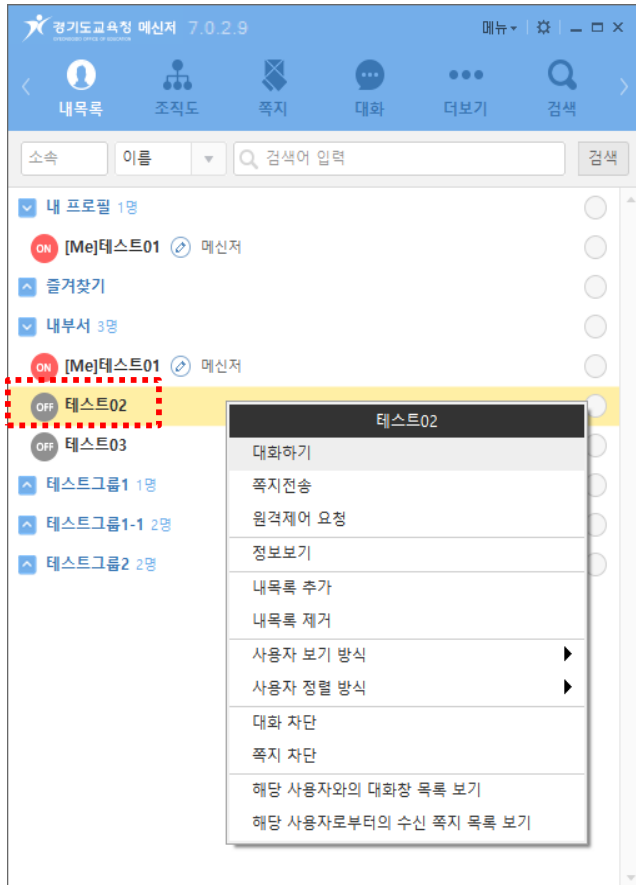 경기도교육청 메신저 7.0.2.9 메뉴
내목록 조직도 쪽지 대화 더보기 검색
소속 이름 검색어 입력 검색
내 프로필 1명
ON [Me]테스트01 메신저
즐겨찾기
내부서 3명
ON [Me]테스트01 메신저
OFF 테스트02
OFF 테스트03
테스트그룹1 1명
테스트그룹1-1 2명
테스트그룹2 2명
테스트02
대화하기
쪽지전송
원격제어 요청
정보보기
내목록 추가
내목록 제거
사용자 보기 방식
사용자 정렬 방식
대화 차단
쪽지 차단
해당 사용자와의 대화창 목록 보기
해당 사용자로부터의 수신 쪽지 목록 보기